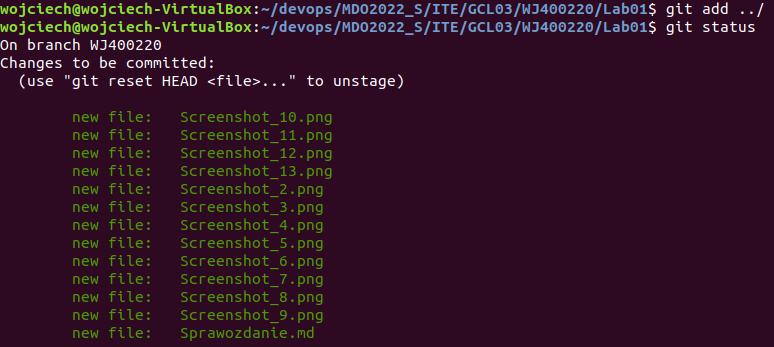 wojciech@wojciech-VirtualBox:~/devops/MDO2022_S/ITE/GCL03/WJ400220/Lab01$ git add ../
wojciech@wojciech-VirtualBox:~/devops/MDO2022_S/ITE/GCL03/WJ400220/Lab01$ git status
On branch WJ400220
Changes to be committed:
  (use "git reset HEAD <file>..." to unstage)

        new file:   Screenshot_10.png
        new file:   Screenshot_11.png
        new file:   Screenshot_12.png
        new file:   Screenshot_13.png
        new file:   Screenshot_2.png
        new file:   Screenshot_3.png
        new file:   Screenshot_4.png
        new file:   Screenshot_5.png
        new file:   Screenshot_6.png
        new file:   Screenshot_7.png
        new file:   Screenshot_8.png
        new file:   Screenshot_9.png
        new file:   Sprawozdanie.md